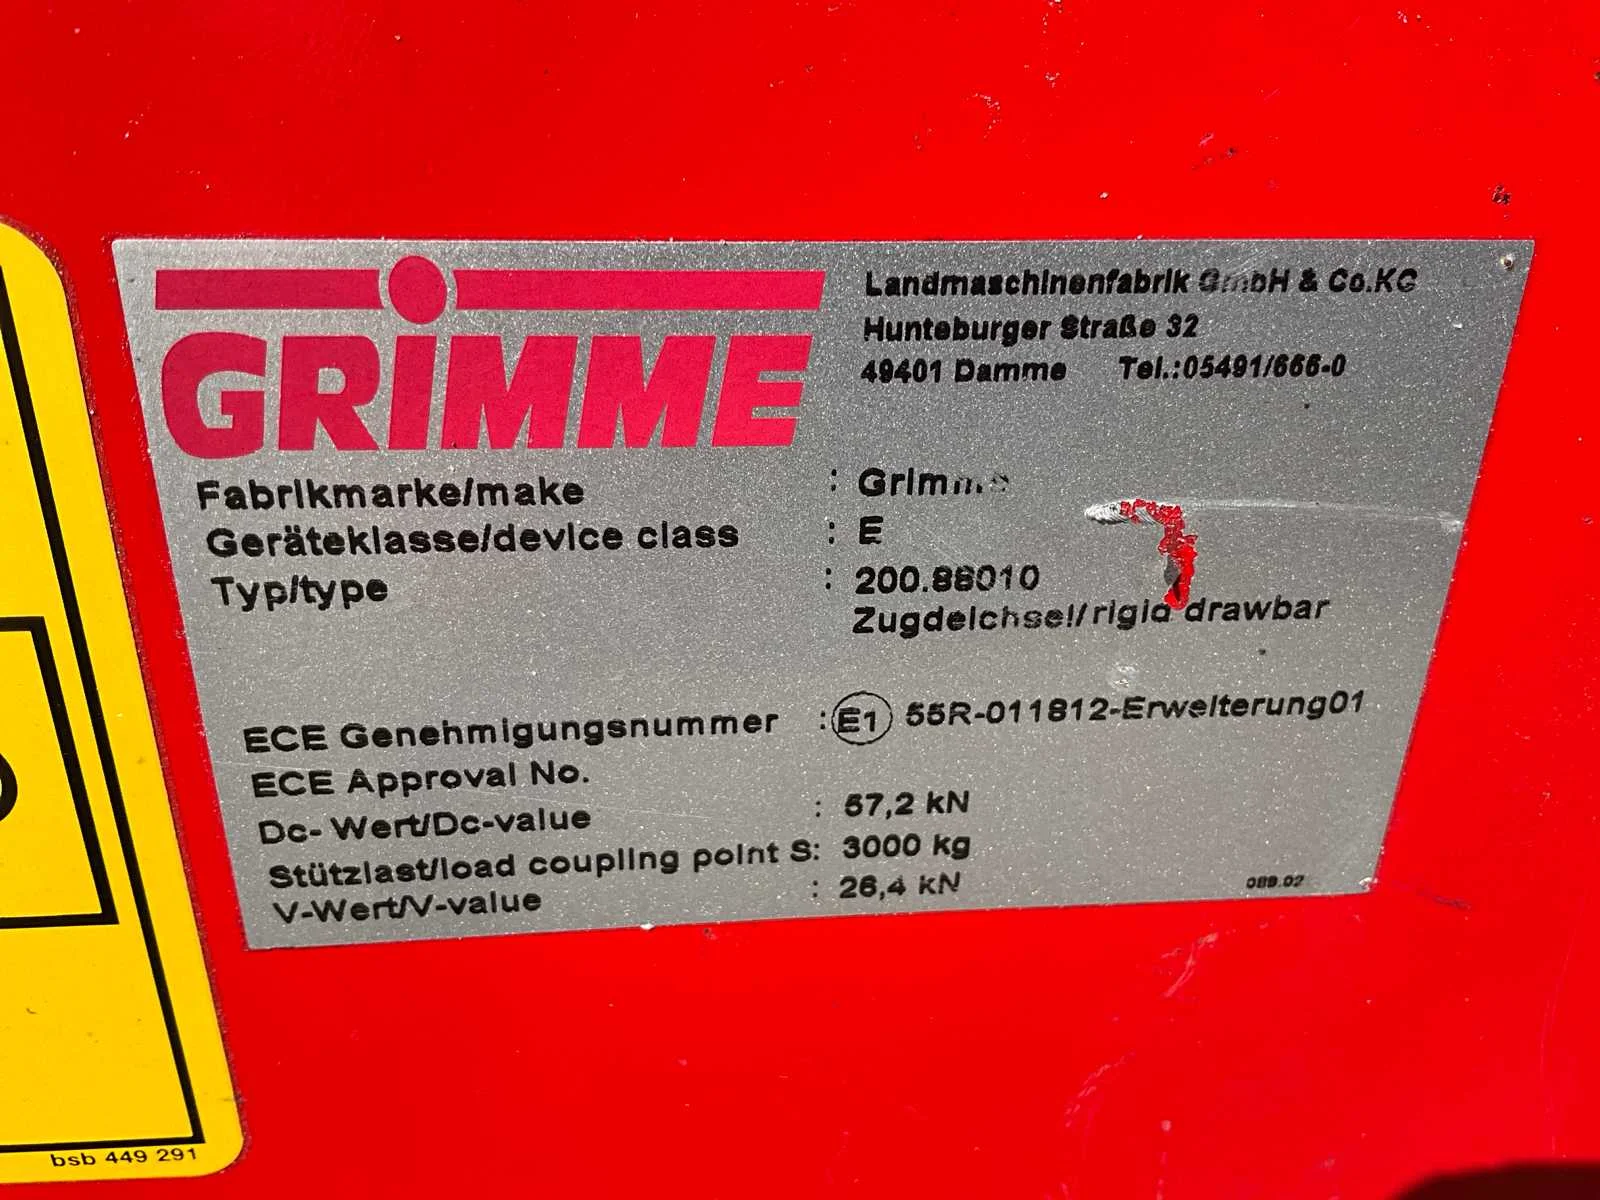 GRIMME
Landmaschinenfabrik GmbH & Co.KG
Hunteburger Straße 32
49401 Damme Tel.:05491/666-0
Fabrikmarke/make : Grimme
Geräteklasse/device class : E
Typ/type : 200.88010
Zugdeichsel/rigid drawbar
ECE Genehmigungsnummer : E1 55R-011812-Erweiterung01
ECE Approval No.
Dc- Wert/Dc-value : 57,2 kN
Stützlast/load coupling point S: 3000 kg
V-Wert/V-value : 26,4 kN
089.02
bsb 449 291